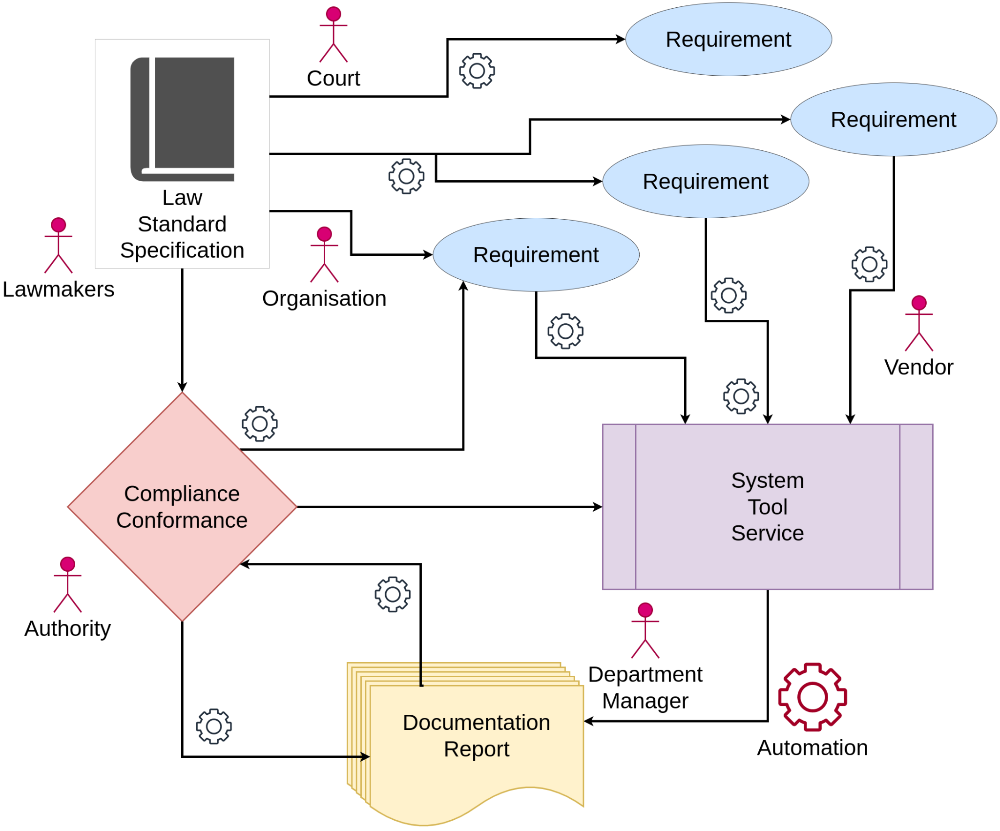 Court
Requirement
Requirement
Requirement
Law
Standard
Specification
Requirement
Lawmakers
Organisation
Vendor
Compliance
Conformance
System
Tool
Service
Authority
Department
Manager
Documentation
Report
Automation